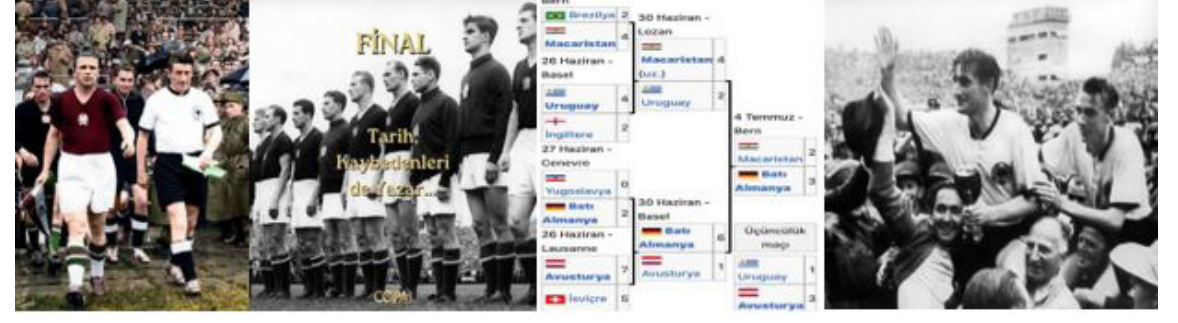 FİNAL
Tarih,
Kaybedenleri
de Yazar...
COPA
Bern
Brezilya 2
Macaristan 4
26 Haziran -
Basel
Uruguay 4
İngiltere 2
27 Haziran -
Cenevre
Yugoslavya 0
Batı
Almanya 2
26 Haziran -
Lausanne
Avusturya 7
İsviçre 5
30 Haziran -
Lozan
Macaristan 4
(uz.)
Uruguay 2
30 Haziran -
Basel
Batı
Almanya 6
Avusturya 1
4 Temmuz -
Bern
Macaristan 2
Batı
Almanya 3
Üçüncülük
maçı
Uruguay 1
Avusturya 3